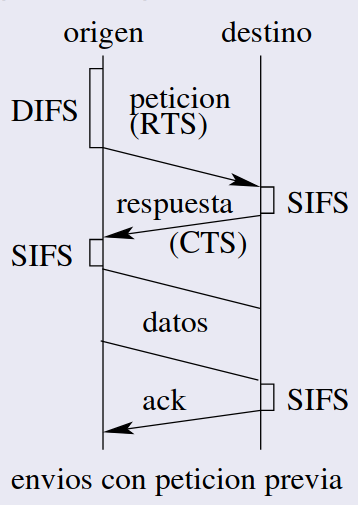 origen
destino
DIFS
peticion
(RTS)
respuesta
SIFS
(CTS)
SIFS
datos
ack
SIFS
envios con peticion previa